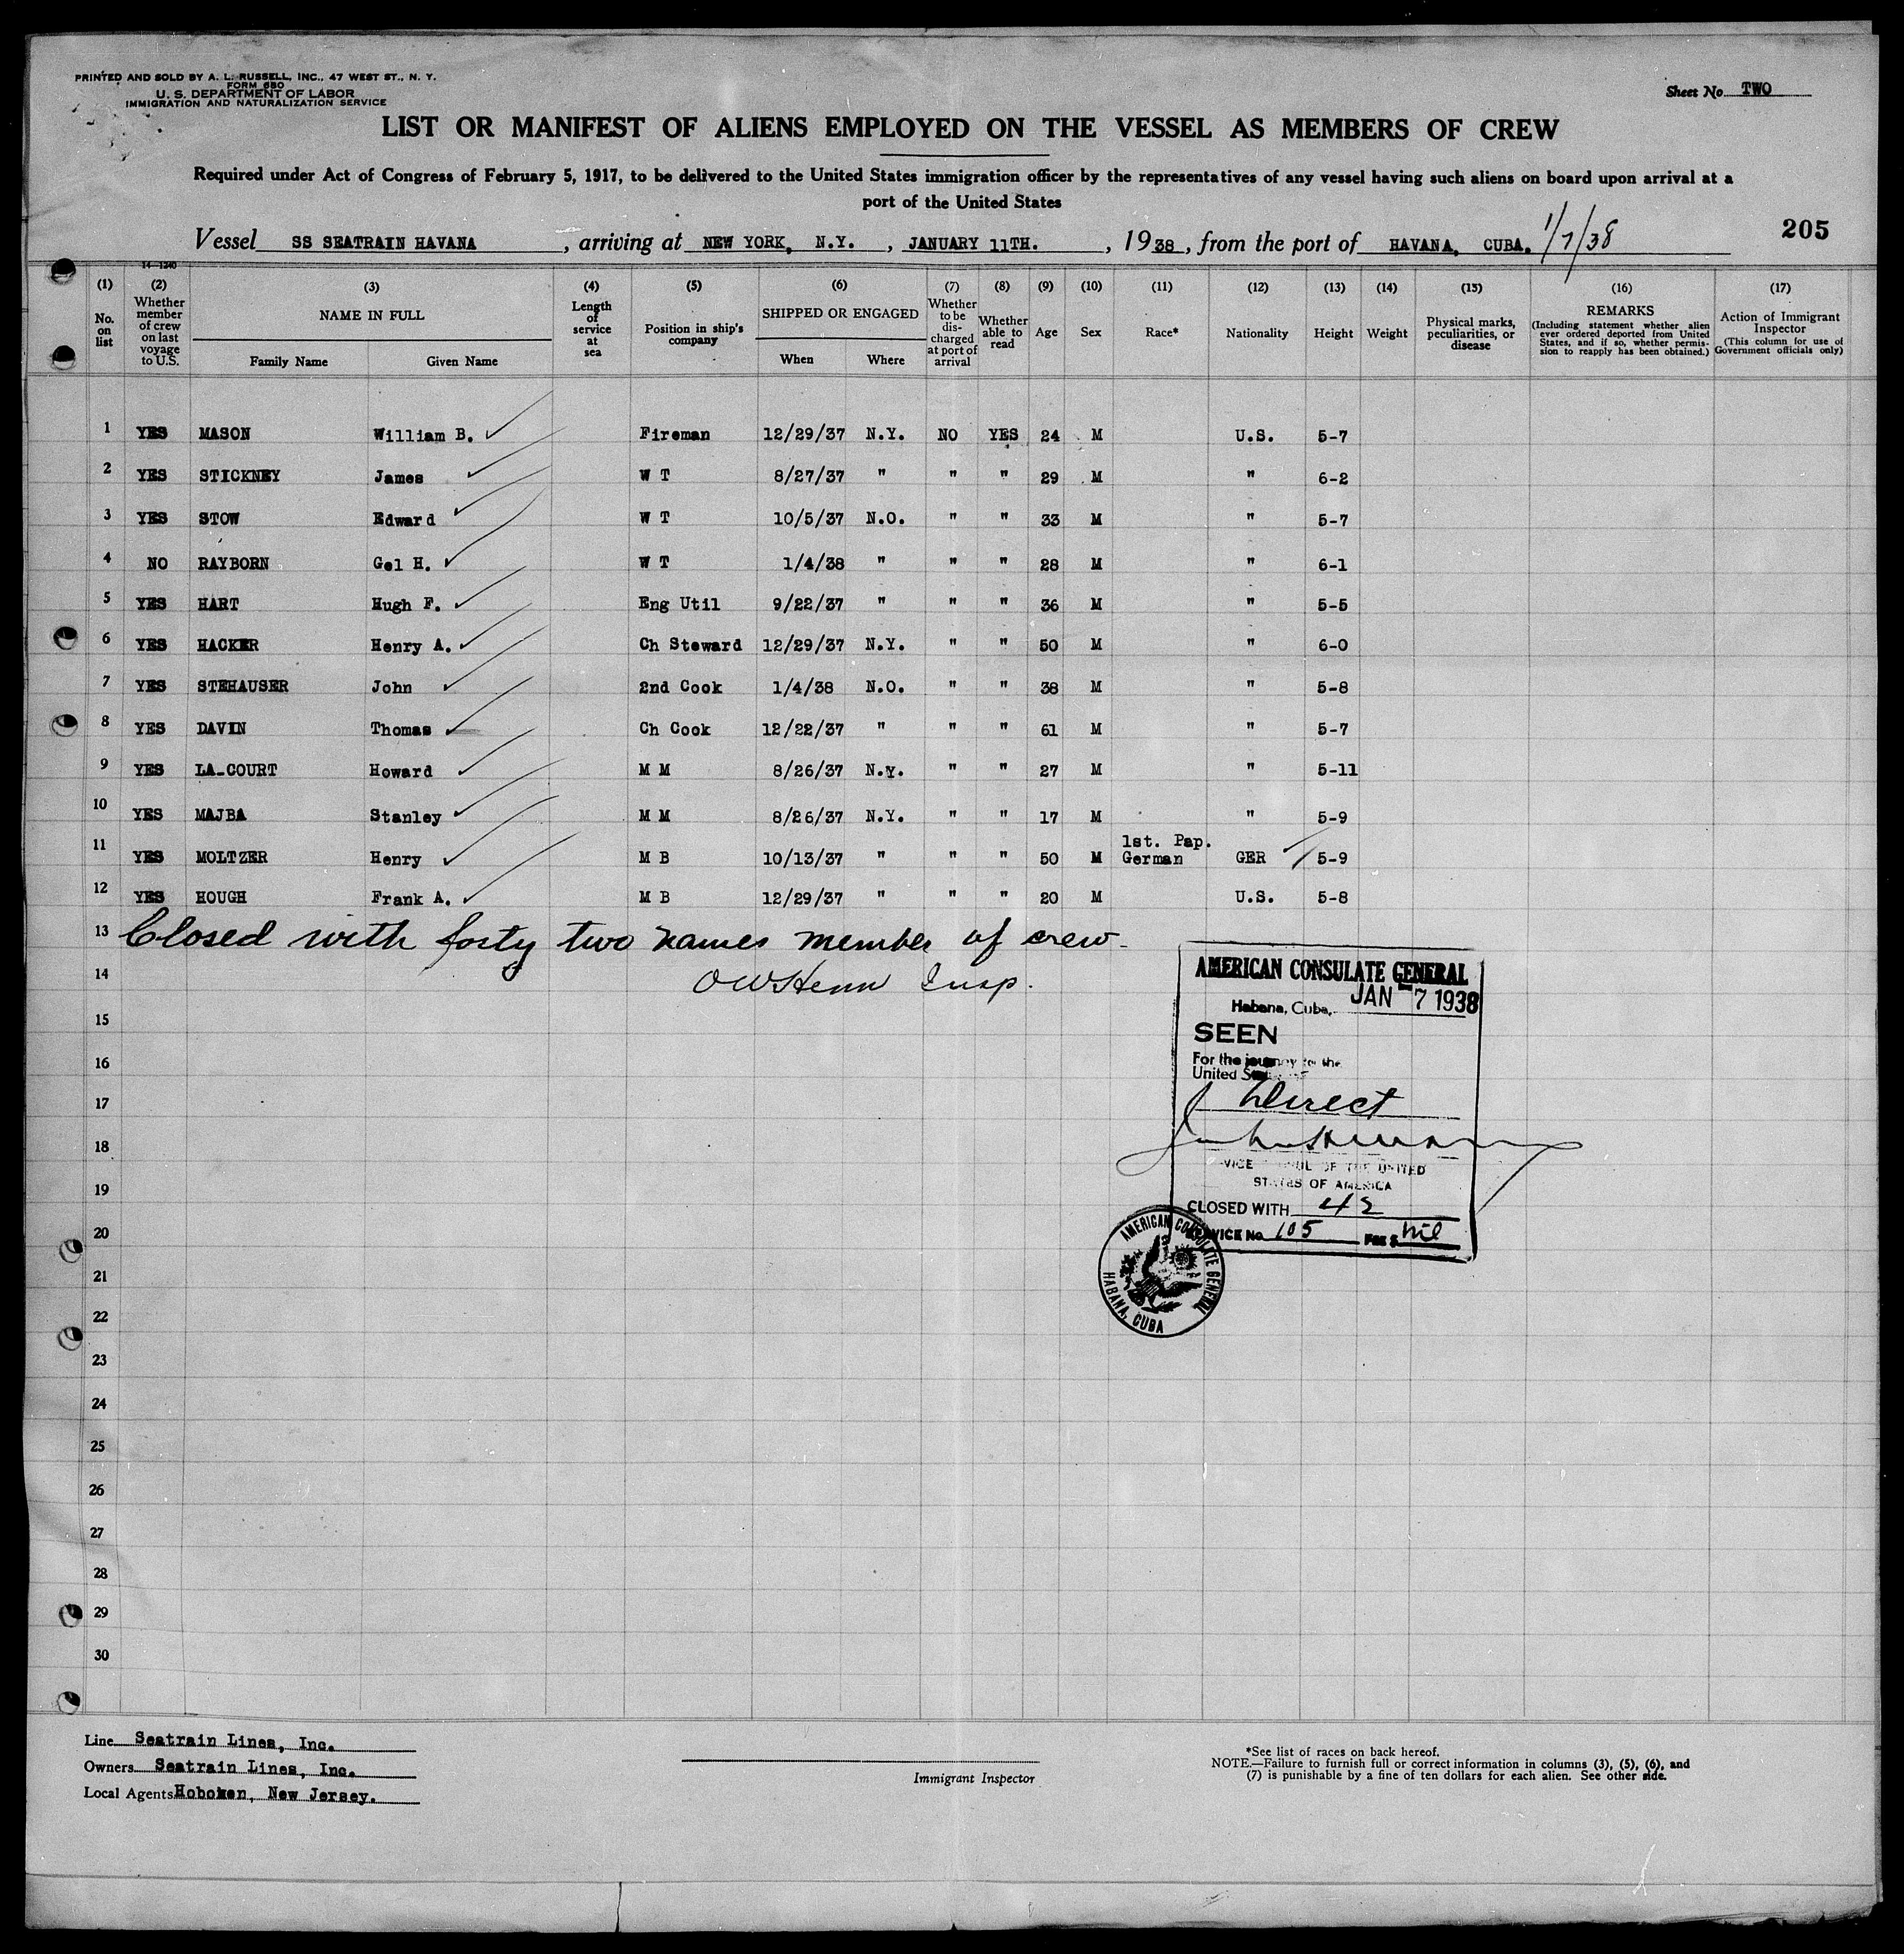 PRINTED AND SOLD BY A. L. RUSSELL, INC., 47 WEST ST., N. Y.
FORM 680
U. S. DEPARTMENT OF LABOR
IMMIGRATION AND NATURALIZATION SERVICE
Sheet No TWO
LIST OR MANIFEST OF ALIENS EMPLOYED ON THE VESSEL AS MEMBERS OF CREW
Required under Act of Congress of February 5, 1917, to be delivered to the United States immigration officer by the representatives of any vessel having such aliens on board upon arrival at a
port of the United States
205
Vessel SS SEATRAIN HAVANA, arriving at NEW YORK, N.Y., JANUARY 11TH., 1938, from the port of HAVANA, CUBA. 1/7/38
14-1240
(1) (2) (3) (4) (5) (6) (7) (8) (9) (10) (11) (12) (13) (14) (15) (16) (17)
No. on list
Whether member of crew on last voyage to U.S.
NAME IN FULL
Family Name Given Name
Length of service at sea
Position in ship's company
SHIPPED OR ENGAGED
When Where
Whether to be discharged at port of arrival
Whether able to read
Age
Sex
Race*
Nationality
Height
Weight
Physical marks, peculiarities, or disease
REMARKS
(Including statement whether alien ever ordered deported from United States, and if so, whether permission to reapply has been obtained.)
Action of Immigrant Inspector
(This column for use of Government officials only)
1 YES MASON William B. Fireman 12/29/37 N.Y. NO YES 24 M U.S. 5-7
2 YES STICKNEY James W T 8/27/37 " " " 29 M " 6-2
3 YES STOW Edward W T 10/5/37 N.O. " " 33 M " 5-7
4 NO RAYBORN Gel H. W T 1/4/38 " " " 28 M " 6-1
5 YES HART Hugh F. Eng Util 9/22/37 " " " 36 M " 5-5
6 YES HACKER Henry A. Ch Steward 12/29/37 N.Y. " " 50 M " 6-0
7 YES STEHAUSER John 2nd Cook 1/4/38 N.O. " " 38 M " 5-8
8 YES DAVIN Thomas Ch Cook 12/22/37 " " " 61 M " 5-7
9 YES LA-COURT Howard M M 8/26/37 N.Y. " " 27 M " 5-11
10 YES MAJBA Stanley M M 8/26/37 N.Y. " " 17 M " 5-9
11 YES MOLTZER Henry M B 10/13/37 " " " 50 M 1st. Pap. German GER 5-9
12 YES HOUGH Frank A. M B 12/29/37 " " " 20 M U.S. 5-8
13 Closed with forty two names member of crew-
14 Insp.
15
16
17
18
19
20
21
22
23
24
25
26
27
28
29
30
AMERICAN CONSULATE GENERAL
Habana, Cuba, JAN 7 1938
SEEN
For the journey to the
United States
Direct
VICE CONSUL OF THE UNITED
STATES OF AMERICA
CLOSED WITH 42
SERVICE No. 105 FEE $ nil
AMERICAN CONSULATE GENERAL
HABANA, CUBA
Line Seatrain Lines, Inc.
Owners Seatrain Lines, Inc.
Local Agents Hoboken, New Jersey.
Immigrant Inspector
*See list of races on back hereof.
NOTE.—Failure to furnish full or correct information in columns (3), (5), (6), and
(7) is punishable by a fine of ten dollars for each alien. See other side.